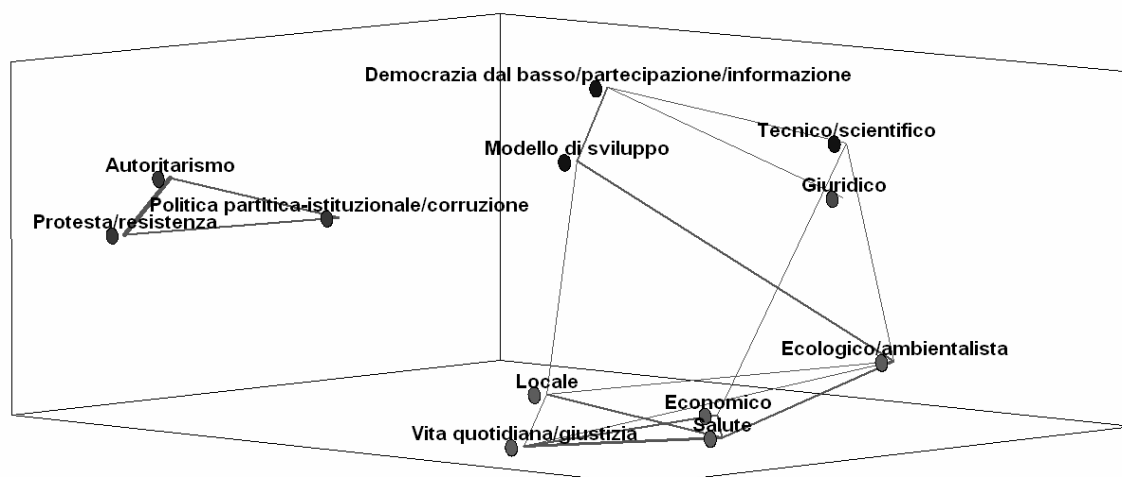 Democrazia dal basso/partecipazione/informazione
Tecnico/scientifico
Modello di sviluppo
Autoritarismo
Giuridico
Politica partitica-istituzionale/corruzione
Protesta/resistenza
Ecologico/ambientalista
Locale
Economico
Salute
Vita quotidiana/giustizia